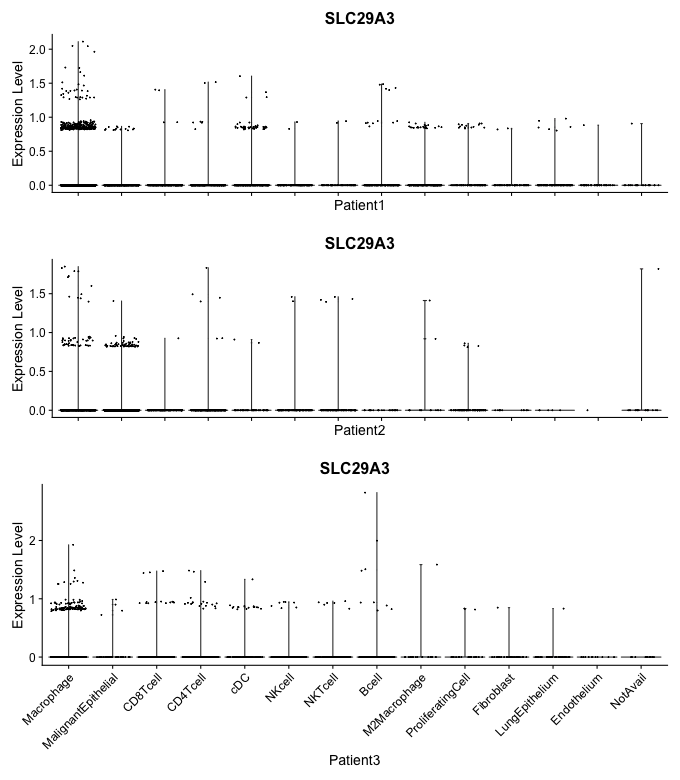 SLC29A3
Expression Level
2.0
1.5
1.0
0.5
0.0
Patient1
SLC29A3
Expression Level
1.5
1.0
0.5
0.0
Patient2
SLC29A3
Expression Level
2
1
0
Macrophage
MalignantEpithelial
CD8Tcell
CD4Tcell
cDC
NKcell
NKTcell
Bcell
M2Macrophage
ProliferatingCell
Fibroblast
LungEpithelium
Endothelium
NotAvail
Patient3